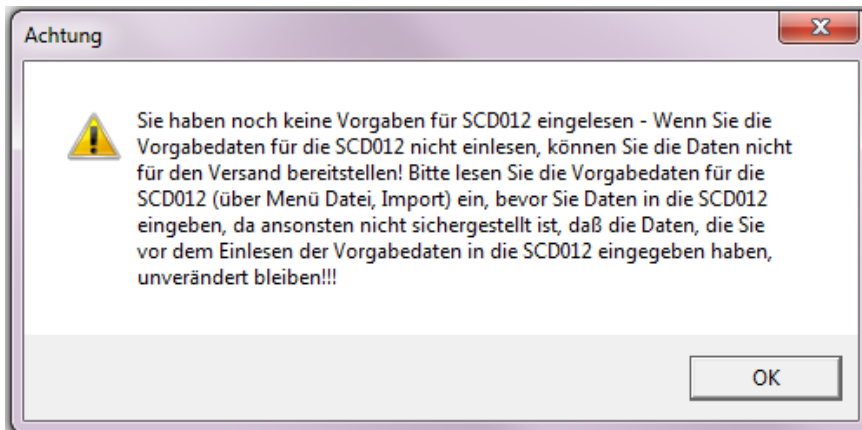 Achtung
Sie haben noch keine Vorgaben für SCD012 eingelesen - Wenn Sie die
Vorgabedaten für die SCD012 nicht einlesen, können Sie die Daten nicht
für den Versand bereitstellen! Bitte lesen Sie die Vorgabedaten für die
SCD012 (über Menü Datei, Import) ein, bevor Sie Daten in die SCD012
eingeben, da ansonsten nicht sichergestellt ist, daß die Daten, die Sie
vor dem Einlesen der Vorgabedaten in die SCD012 eingegeben haben,
unverändert bleiben!!!
OK